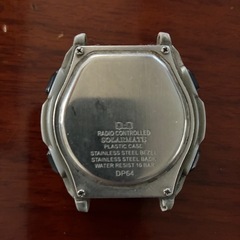 Q&Q
RADIO CONTROLLED
SOLARMATE
PLASTIC CASE
STAINLESS STEEL BEZEL
STAINLESS STEEL BACK
WATER RESIST 10 BAR
DP64